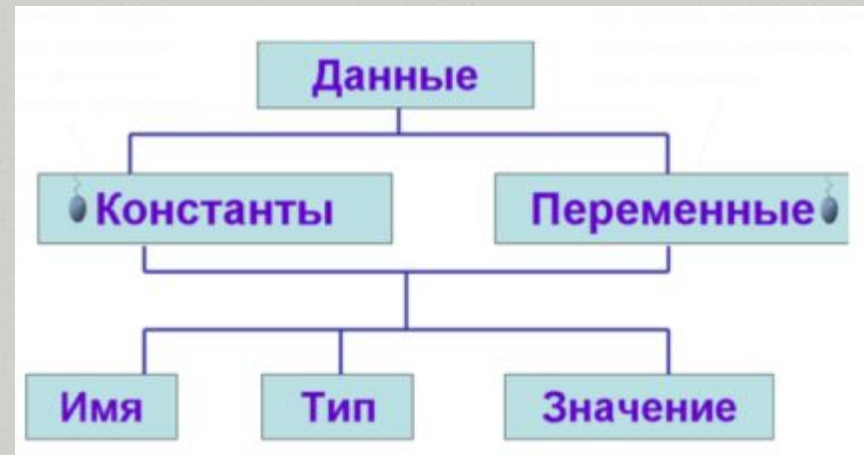 Данные
Константы
Переменные
Имя
Тип
Значение